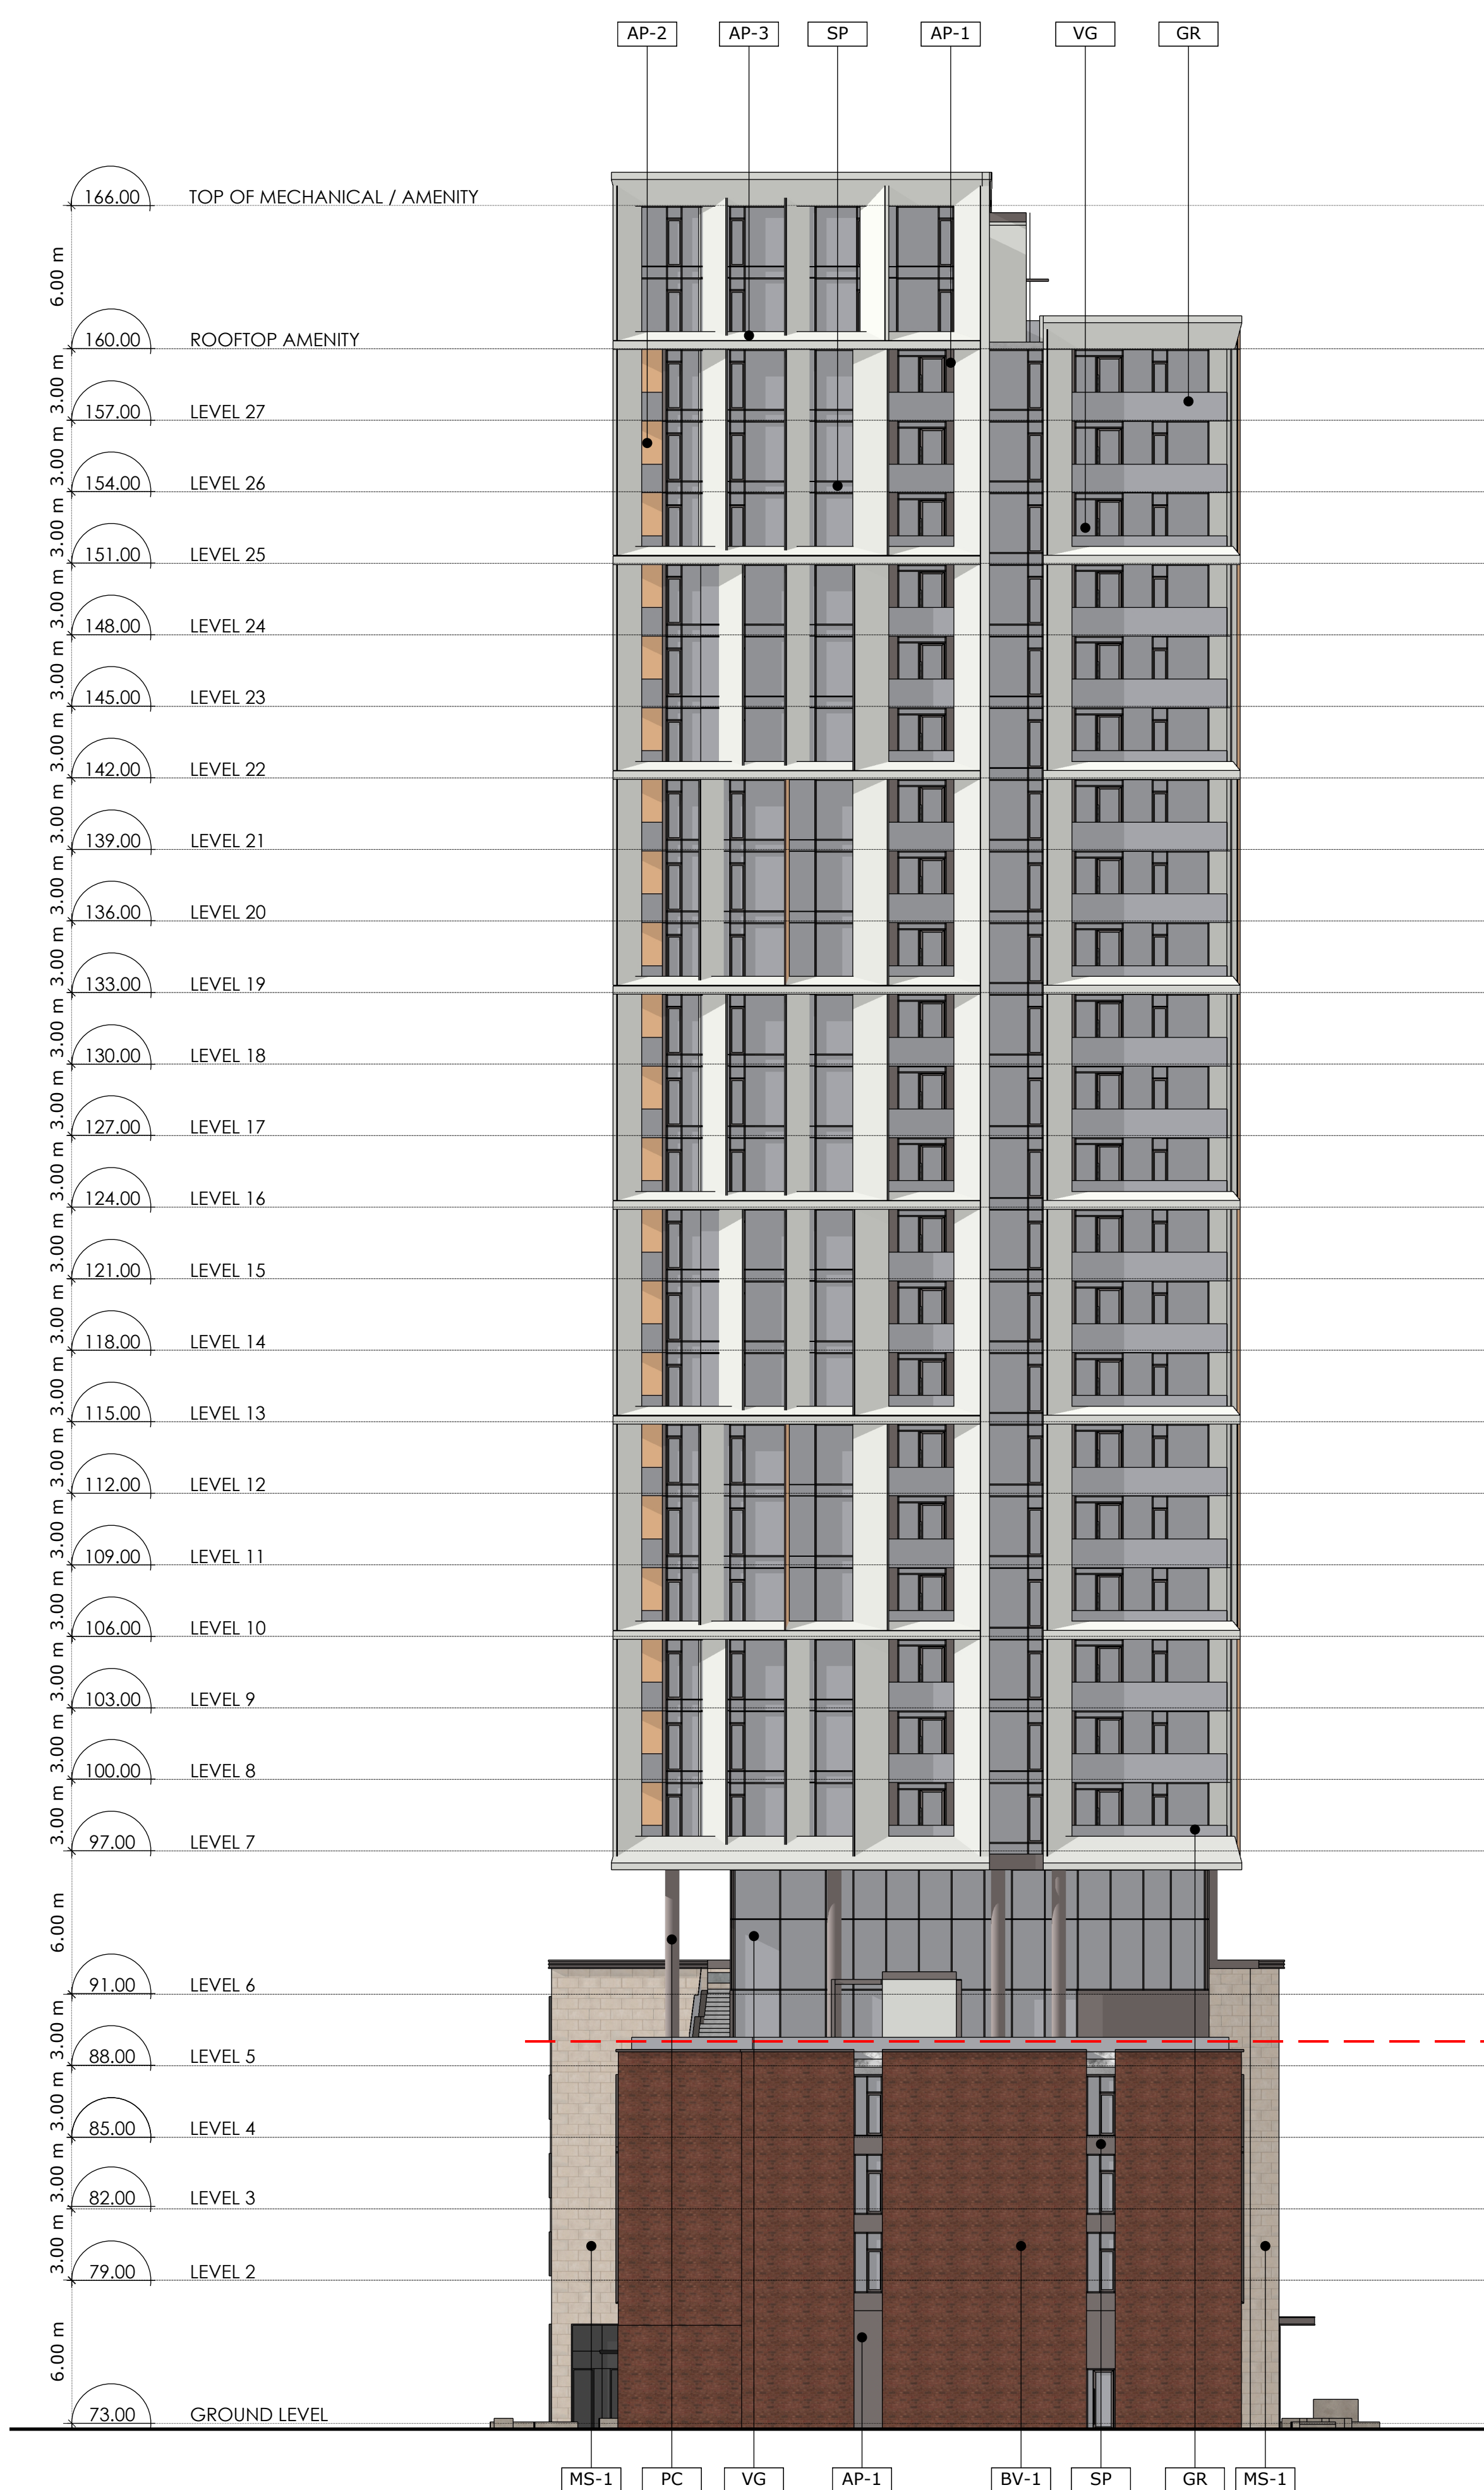 AP-2 AP-3 SP AP-1 VG GR
166.00 TOP OF MECHANICAL / AMENITY
6.00 m
160.00 ROOFTOP AMENITY
3.00 m
157.00 LEVEL 27
3.00 m
154.00 LEVEL 26
3.00 m
151.00 LEVEL 25
3.00 m
148.00 LEVEL 24
3.00 m
145.00 LEVEL 23
3.00 m
142.00 LEVEL 22
3.00 m
139.00 LEVEL 21
3.00 m
136.00 LEVEL 20
3.00 m
133.00 LEVEL 19
3.00 m
130.00 LEVEL 18
3.00 m
127.00 LEVEL 17
3.00 m
124.00 LEVEL 16
3.00 m
121.00 LEVEL 15
3.00 m
118.00 LEVEL 14
3.00 m
115.00 LEVEL 13
3.00 m
112.00 LEVEL 12
3.00 m
109.00 LEVEL 11
3.00 m
106.00 LEVEL 10
3.00 m
103.00 LEVEL 9
3.00 m
100.00 LEVEL 8
3.00 m
97.00 LEVEL 7
6.00 m
91.00 LEVEL 6
3.00 m
88.00 LEVEL 5
3.00 m
85.00 LEVEL 4
3.00 m
82.00 LEVEL 3
3.00 m
79.00 LEVEL 2
6.00 m
73.00 GROUND LEVEL
MS-1 PC VG AP-1 BV-1 SP GR MS-1